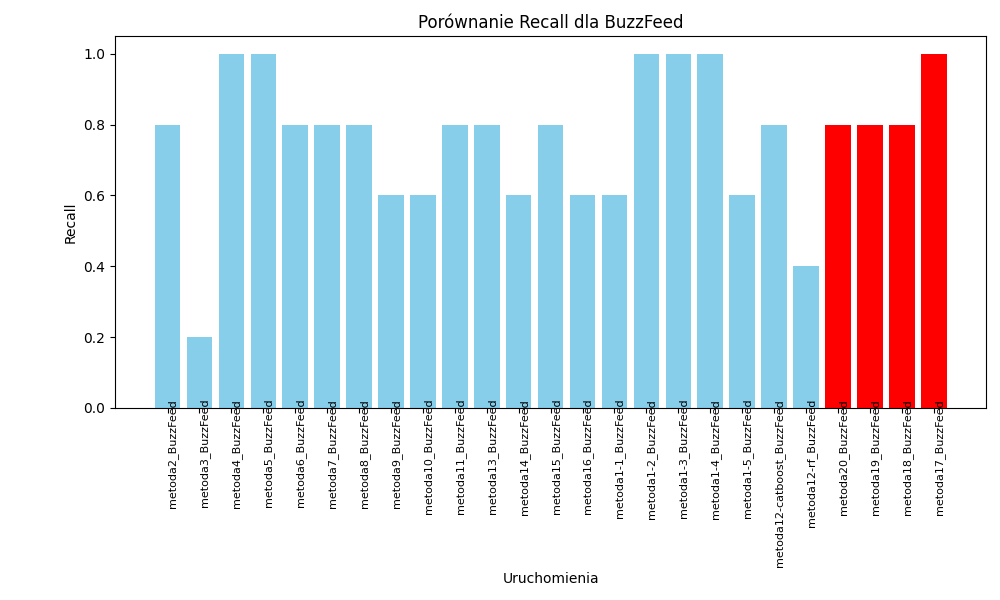 Porównanie Recall dla BuzzFeed
Recall
1.0
0.8
0.6
0.4
0.2
0.0
metoda2_BuzzFeed
metoda3_BuzzFeed
metoda4_BuzzFeed
metoda5_BuzzFeed
metoda6_BuzzFeed
metoda7_BuzzFeed
metoda8_BuzzFeed
metoda9_BuzzFeed
metoda10_BuzzFeed
metoda11_BuzzFeed
metoda13_BuzzFeed
metoda14_BuzzFeed
metoda15_BuzzFeed
metoda16_BuzzFeed
metoda1-1_BuzzFeed
metoda1-2_BuzzFeed
metoda1-3_BuzzFeed
metoda1-4_BuzzFeed
metoda1-5_BuzzFeed
metoda12-catboost_BuzzFeed
metoda12-rf_BuzzFeed
metoda20_BuzzFeed
metoda19_BuzzFeed
metoda18_BuzzFeed
metoda17_BuzzFeed
Uruchomienia